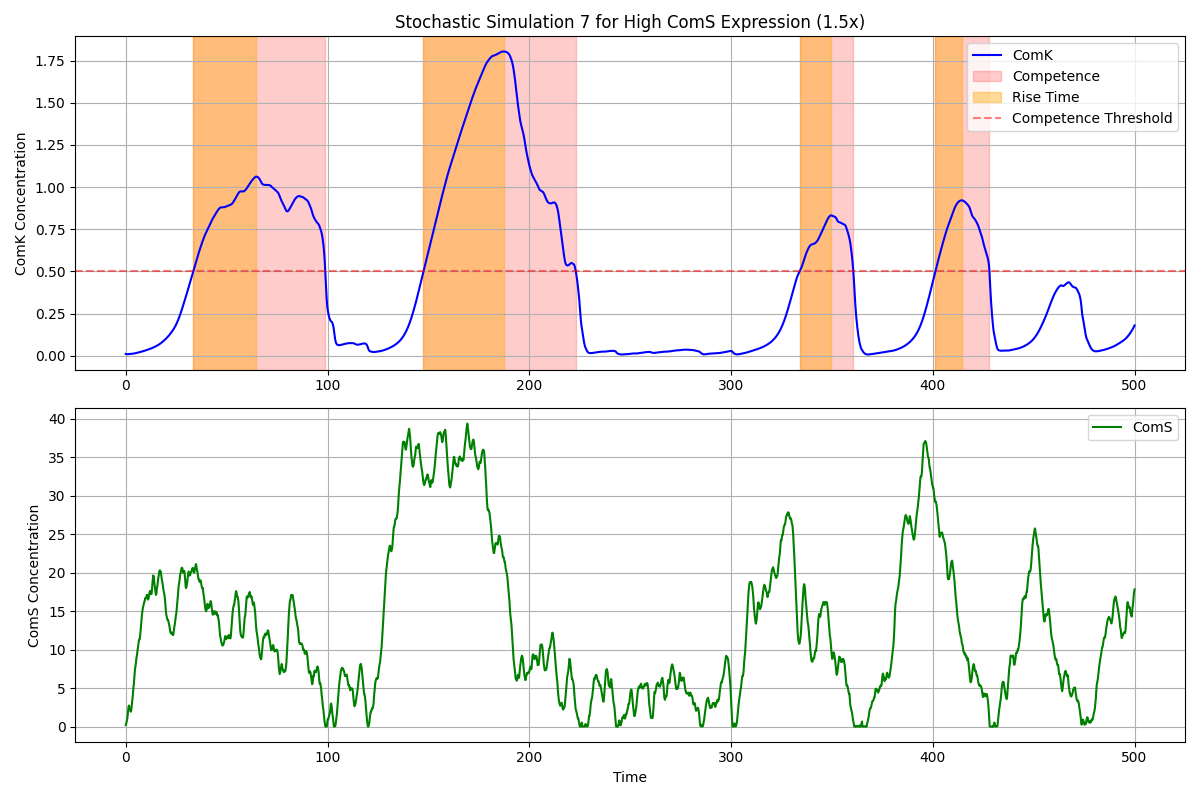 Stochastic Simulation 7 for High ComS Expression (1.5x)
ComK Concentration
1.75
1.50
1.25
1.00
0.75
0.50
0.25
0.00
ComK
Competence
Rise Time
Competence Threshold
0 100 200 300 400 500
ComS Concentration
40
35
30
25
20
15
10
5
0
ComS
0 100 200 300 400 500
Time